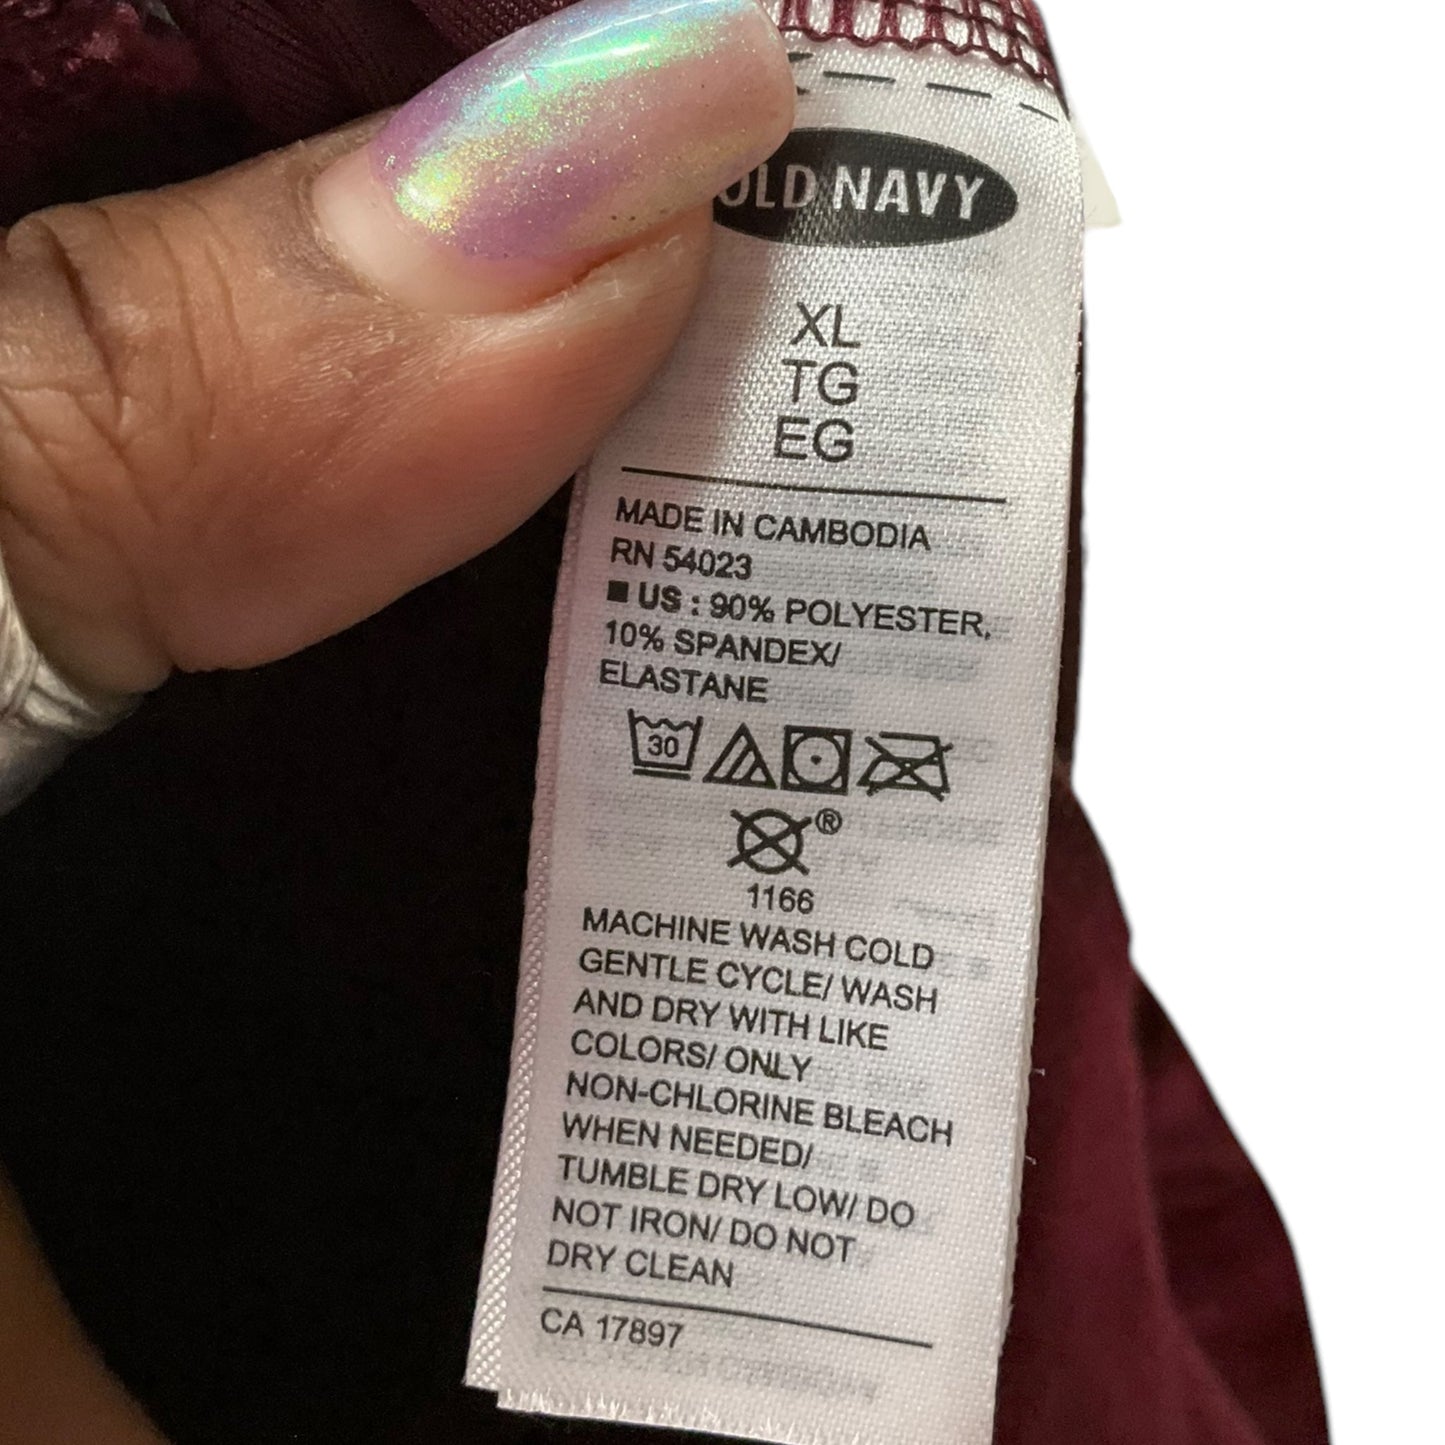 OLD NAVY
XL
TG
EG
MADE IN CAMBODIA
RN 54023
■ US : 90% POLYESTER,
10% SPANDEX/
ELASTANE
30
®
1166
MACHINE WASH COLD
GENTLE CYCLE/ WASH
AND DRY WITH LIKE
COLORS/ ONLY
NON-CHLORINE BLEACH
WHEN NEEDED/
TUMBLE DRY LOW/ DO
NOT IRON/ DO NOT
DRY CLEAN
CA 17897